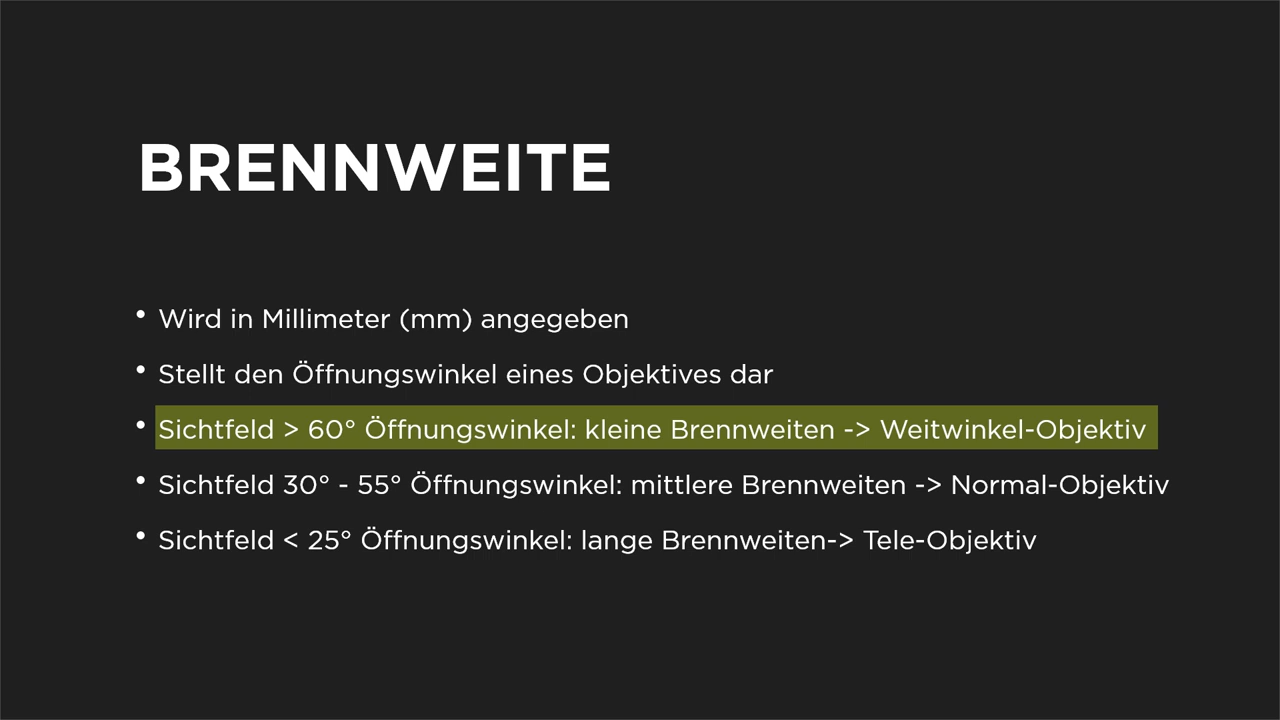 BRENNWEITE
• Wird in Millimeter (mm) angegeben
• Stellt den Öffnungswinkel eines Objektives dar
• Sichtfeld > 60° Öffnungswinkel: kleine Brennweiten -> Weitwinkel-Objektiv
• Sichtfeld 30° - 55° Öffnungswinkel: mittlere Brennweiten -> Normal-Objektiv
• Sichtfeld < 25° Öffnungswinkel: lange Brennweiten-> Tele-Objektiv